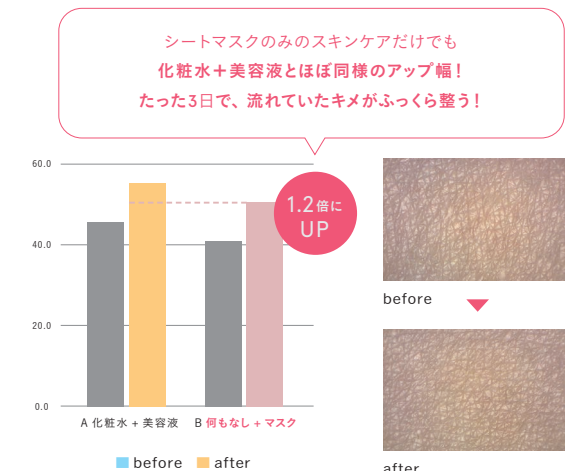 シートマスクのみのスキンケアだけでも
化粧水＋美容液とほぼ同様のアップ幅！
たった3日で、流れていたキメがふっくら整う！
60.0
40.0
20.0
0.0
1.2倍に
UP
A 化粧水 + 美容液
B 何もなし + マスク
before
after
before
after